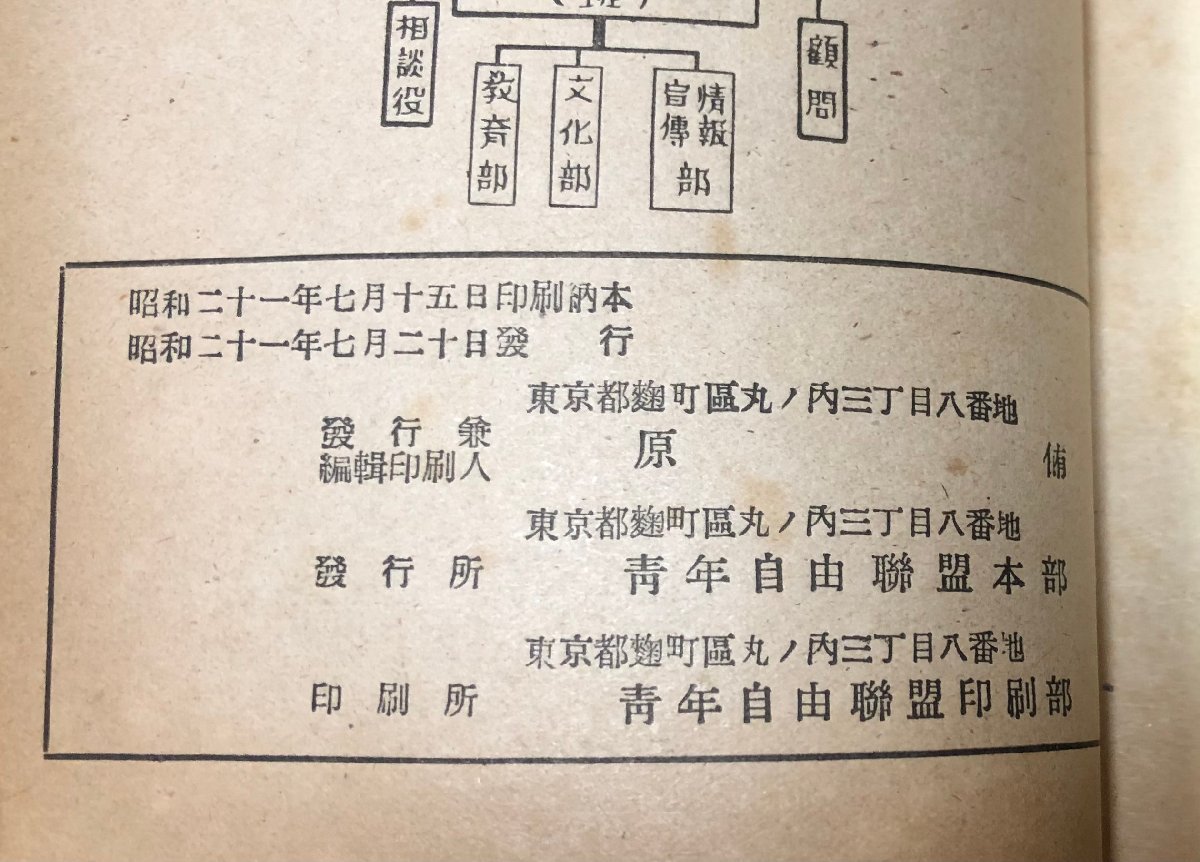 相談役
教育部
文化部
情報宣傳部
顧問
昭和二十一年七月十五日印刷納本
昭和二十一年七月二十日發行
東京都麴町區丸ノ內三丁目八番地
發行兼
編輯印刷人 原 侑
東京都麴町區丸ノ內三丁目八番地
發行所 靑年自由聯盟本部
東京都麴町區丸ノ內三丁目八番地
印刷所 靑年自由聯盟印刷部